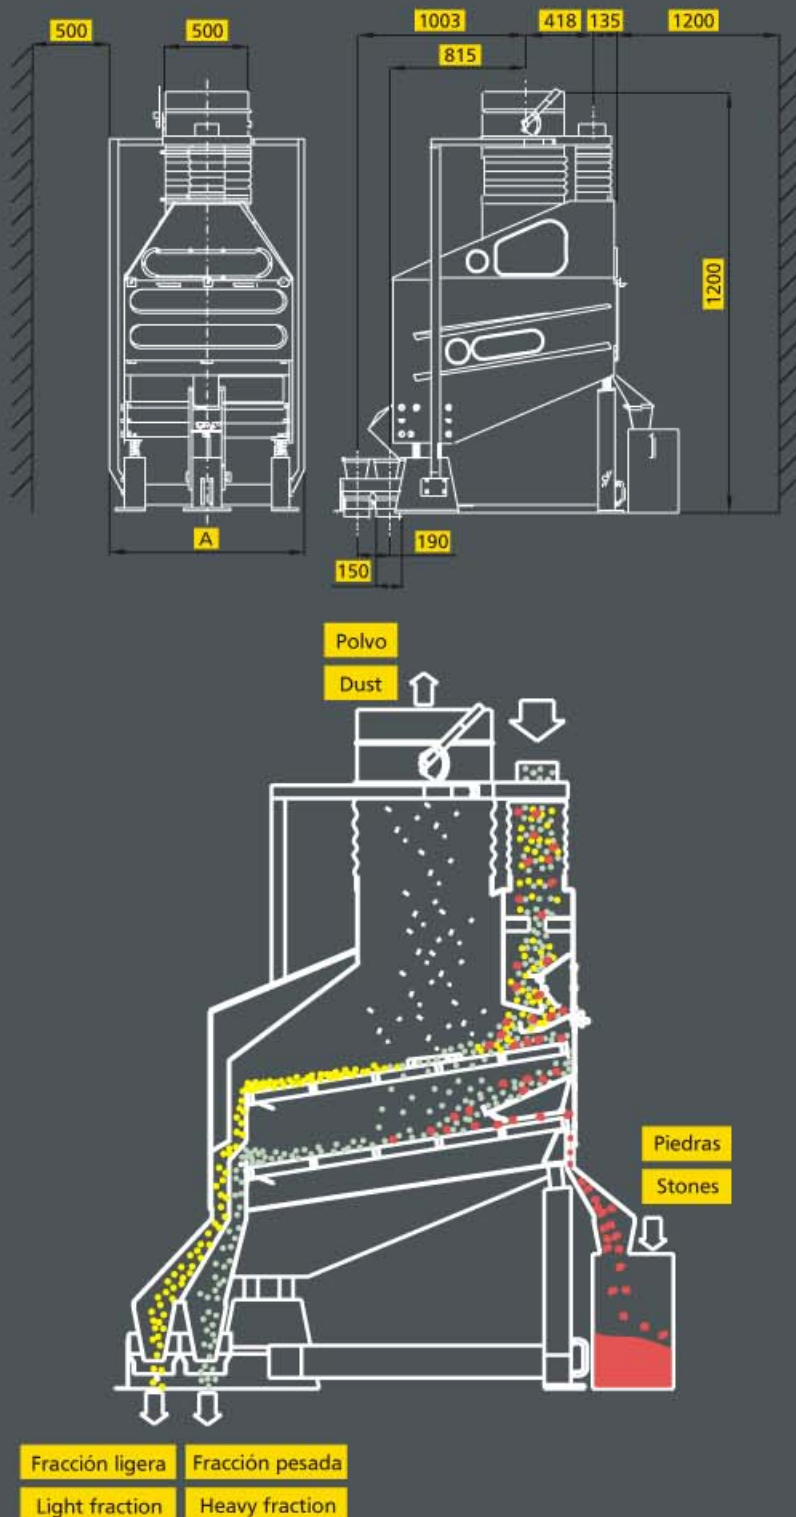 500
500
1003
418
135
1200
815
1200
A
190
150
Polvo
Dust
Piedras
Stones
Fracción ligera
Fracción pesada
Light fraction
Heavy fraction